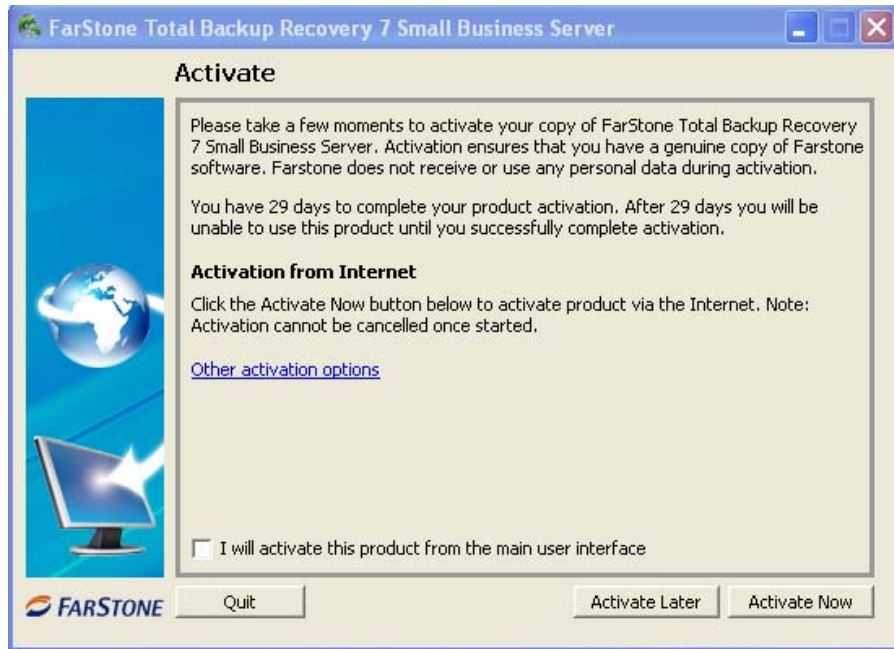 FarStone Total Backup Recovery 7 Small Business Server
Activate
Please take a few moments to activate your copy of FarStone Total Backup Recovery
7 Small Business Server. Activation ensures that you have a genuine copy of Farstone
software. Farstone does not receive or use any personal data during activation.
You have 29 days to complete your product activation. After 29 days you will be
unable to use this product until you successfully complete activation.
Activation from Internet
Click the Activate Now button below to activate product via the Internet. Note:
Activation cannot be cancelled once started.
Other activation options
I will activate this product from the main user interface
FARSTONE
Quit
Activate Later
Activate Now